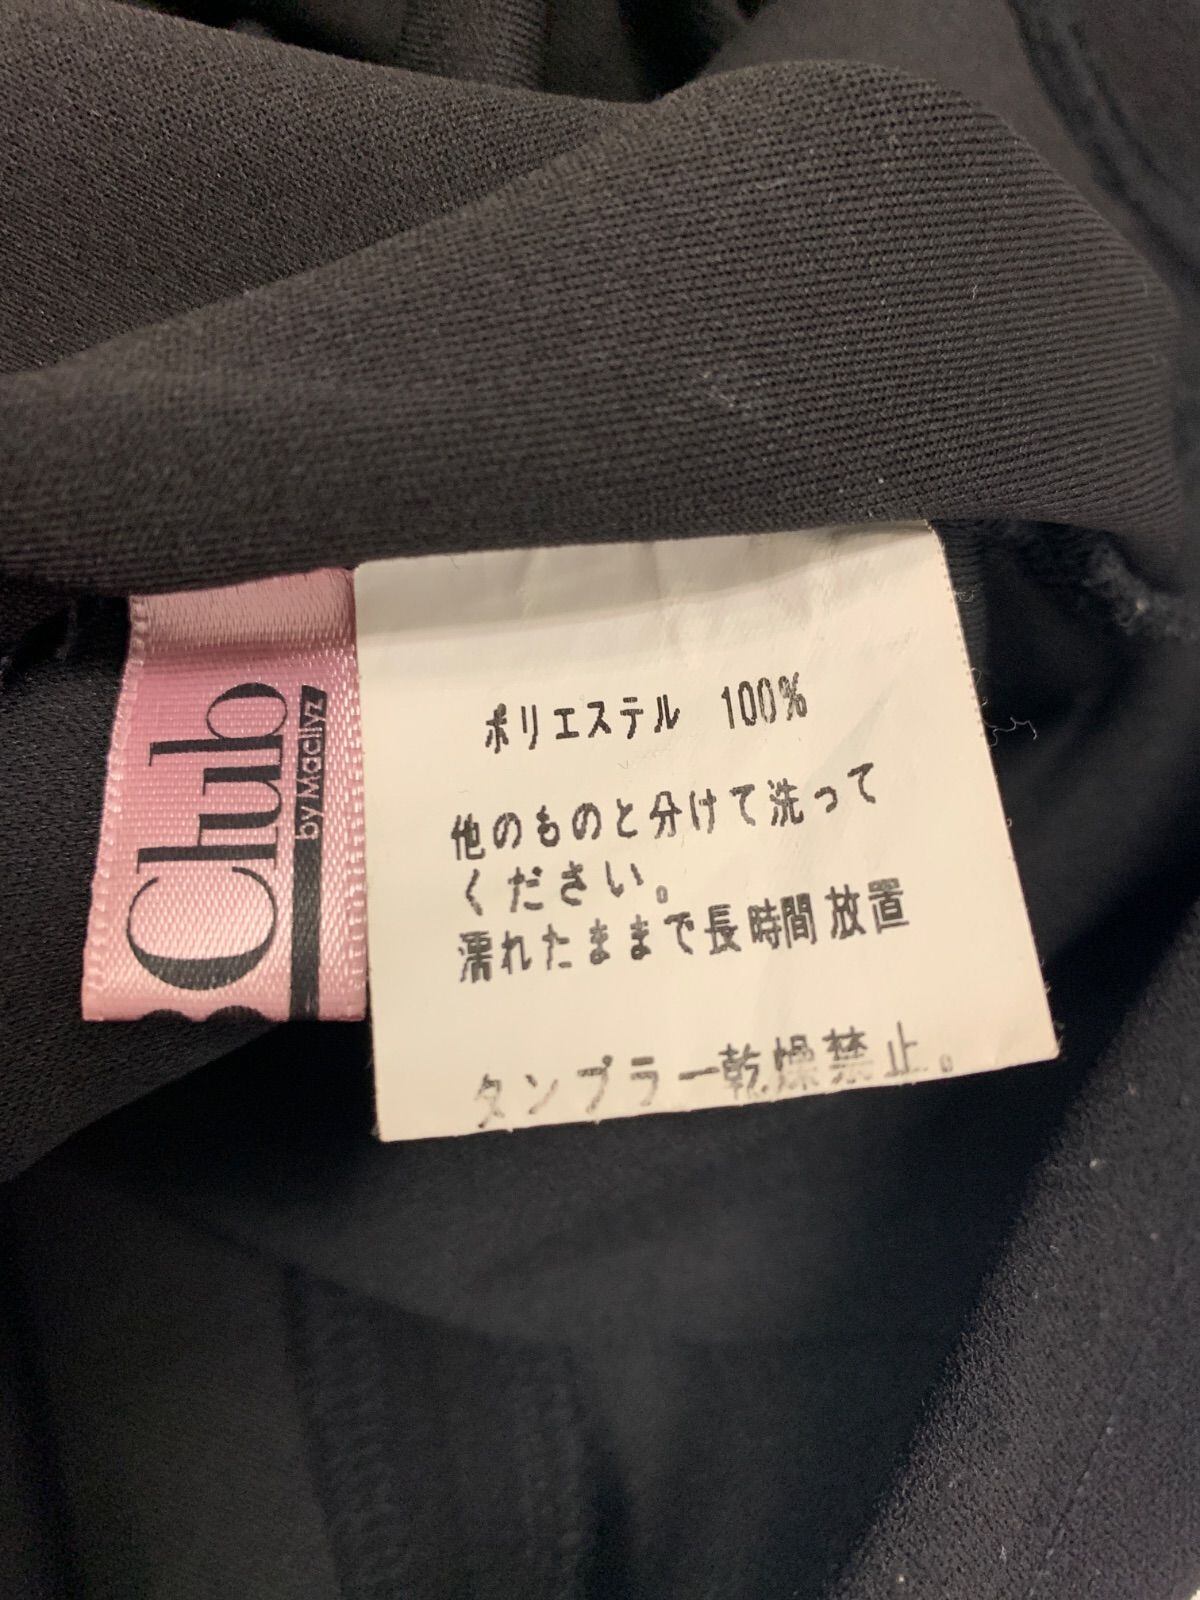 Club
by Maclyz
ポリエステル 100%
他のものと分けて洗って
ください。
濡れたままで長時間放置
タンプラー乾燥禁止。